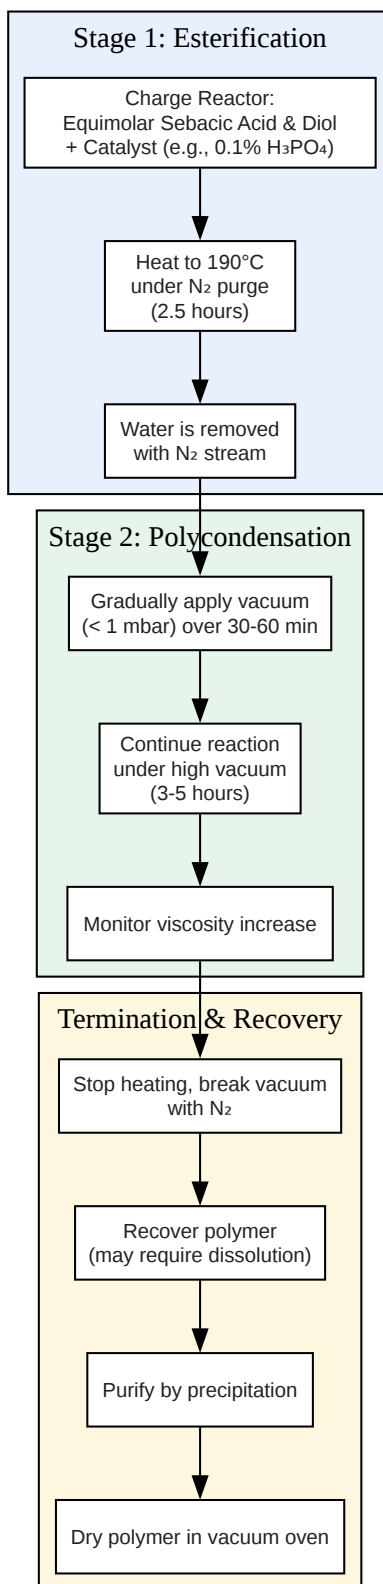 Stage 1: Esterification
Charge Reactor:
Equimolar Sebacic Acid & Diol
+ Catalyst (e.g., 0.1% H₃PO₄)
Heat to 190°C
under N₂ purge
(2.5 hours)
Water is removed
with N₂ stream
Stage 2: Polycondensation
Gradually apply vacuum
(< 1 mbar) over 30-60 min
Continue reaction
under high vacuum
(3-5 hours)
Monitor viscosity increase
Termination & Recovery
Stop heating, break vacuum
with N₂
Recover polymer
(may require dissolution)
Purify by precipitation
Dry polymer in vacuum oven